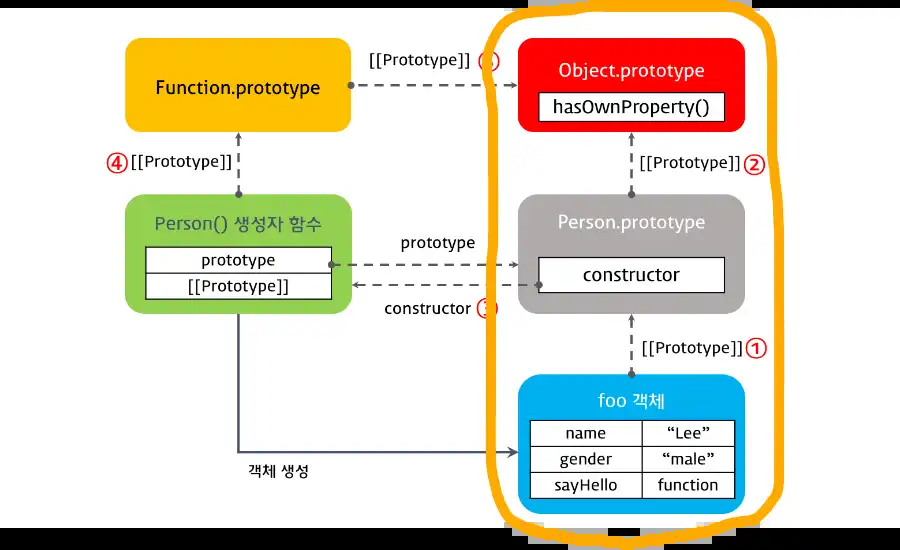 [[Prototype]]
Function.prototype
Object.prototype
hasOwnProperty()
④ [[Prototype]]
[[Prototype]] ②
Person() 생성자 함수
prototype
[[Prototype]]
prototype
constructor
Person.prototype
constructor
[[Prototype]] ①
foo 객체
name “Lee”
gender “male”
sayHello function
객체 생성